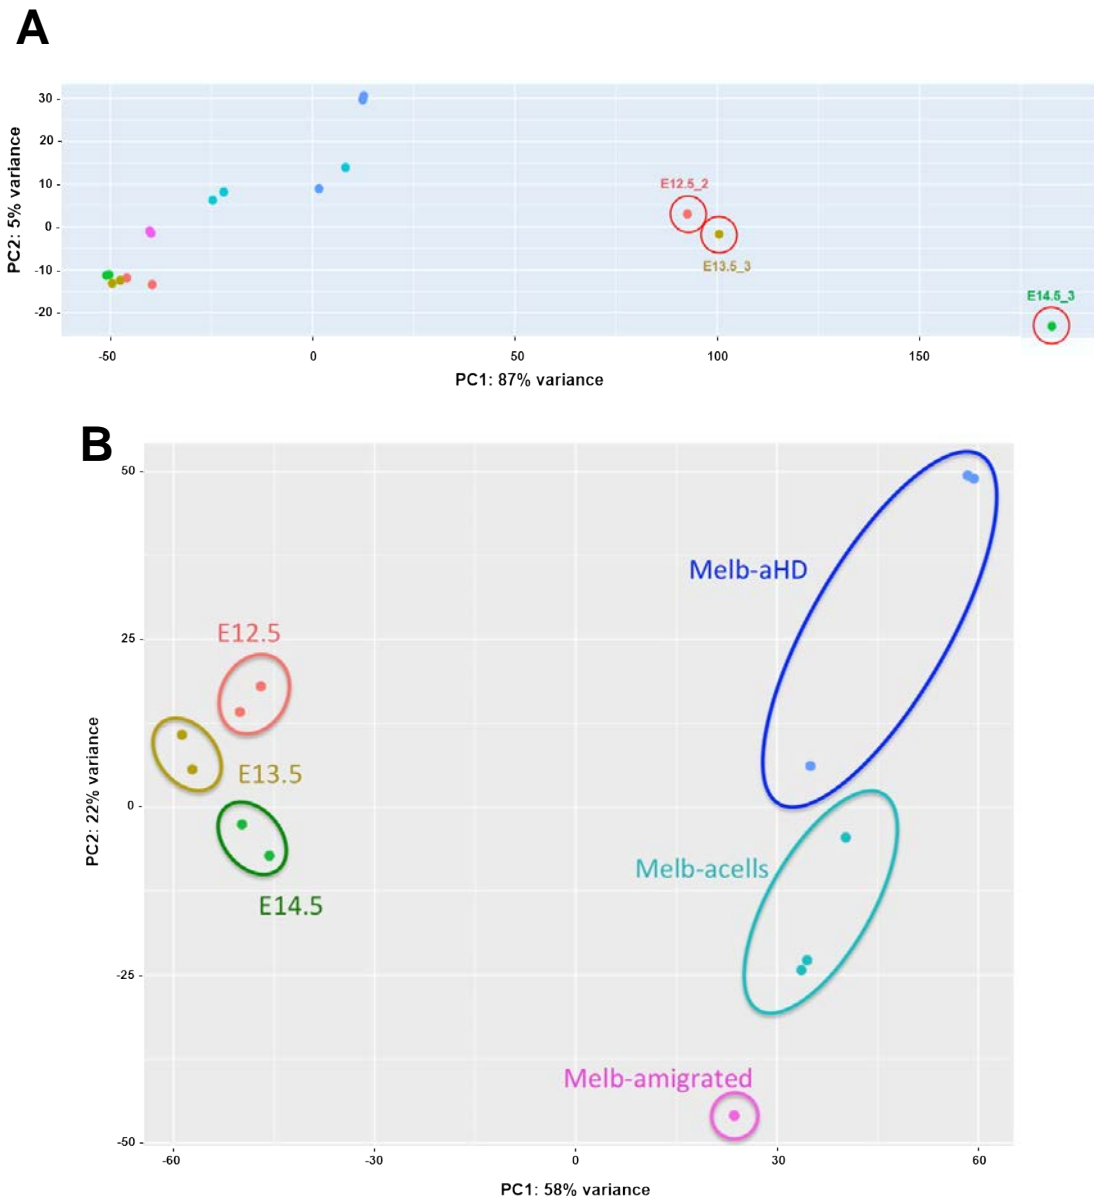 A
PC2: 5% variance
30
20
10
0
-10
-20
E12.5_2
E13.5_3
E14.5_3
-50
0
50
100
150
PC1: 87% variance
B
PC2: 22% variance
50
25
0
-25
-50
Melb-aHD
E12.5
E13.5
Melb-acells
E14.5
Melb-amigrated
-60
-30
0
30
60
PC1: 58% variance